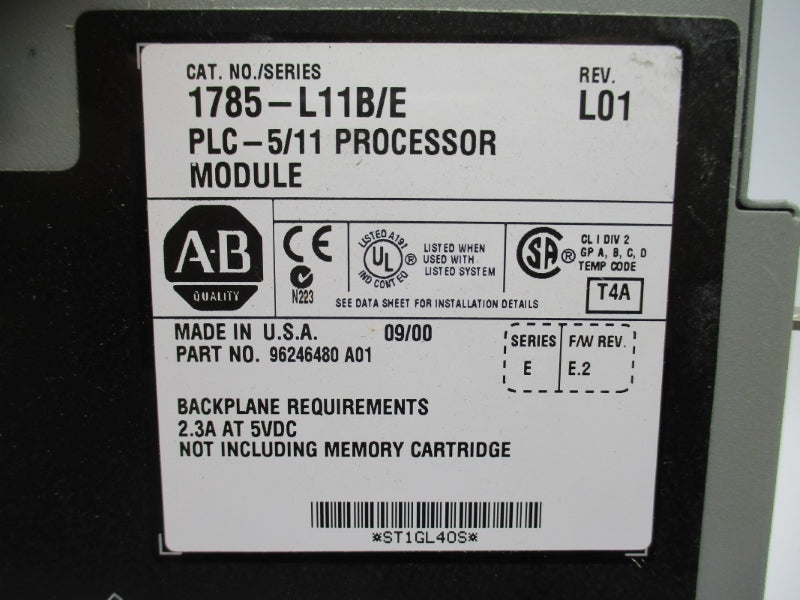 CAT. NO./SERIES
REV.
1785-L11B/E
L01
PLC-5/11 PROCESSOR
MODULE
A·B
QUALITY
CE
N223
LISTED A191
UL
®
IND CONT EQ
LISTED WHEN
USED WITH
LISTED SYSTEM
SEE DATA SHEET FOR INSTALLATION DETAILS
SA
®
CL I DIV 2
GP A, B, C, D
TEMP CODE
T4A
MADE IN U.S.A. 09/00
PART NO. 96246480 A01
SERIES F/W REV.
E E.2
BACKPLANE REQUIREMENTS
2.3A AT 5VDC
NOT INCLUDING MEMORY CARTRIDGE
*ST1GL40S*